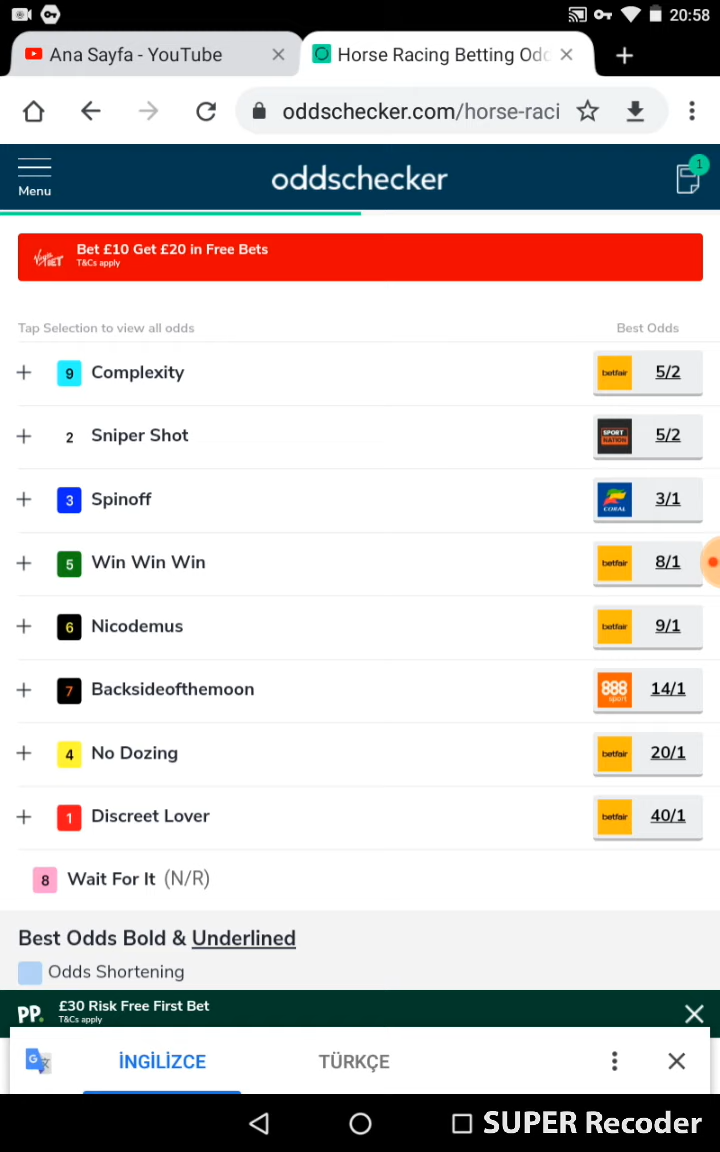 20:58
Ana Sayfa - YouTube
Horse Racing Betting Odd
oddschecker.com/horse-raci
Menu
oddschecker
1
Virgin BET
Bet £10 Get £20 in Free Bets
T&Cs apply
Tap Selection to view all odds Best Odds
9 Complexity betfair 5/2
2 Sniper Shot SPORT NATION 5/2
3 Spinoff CORAL 3/1
5 Win Win Win betfair 8/1
6 Nicodemus betfair 9/1
7 Backsideofthemoon 888 sport 14/1
4 No Dozing betfair 20/1
1 Discreet Lover betfair 40/1
8 Wait For It (N/R)
Best Odds Bold & Underlined
Odds Shortening
PP. £30 Risk Free First Bet
T&Cs apply
İNGİLİZCE TÜRKÇE
SUPER Recoder